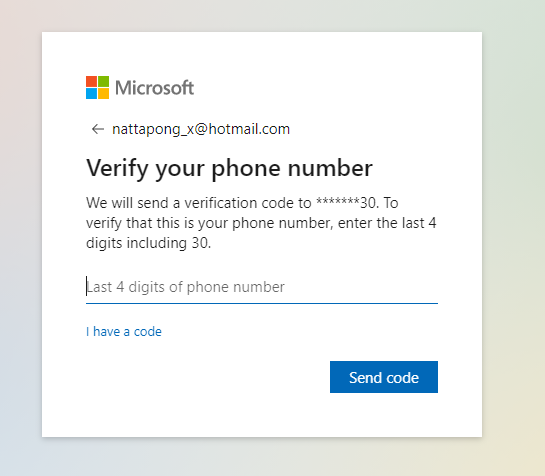 Microsoft
← nattapong_x@hotmail.com
Verify your phone number
We will send a verification code to *******30. To
verify that this is your phone number, enter the last 4
digits including 30.
Last 4 digits of phone number
I have a code
Send code